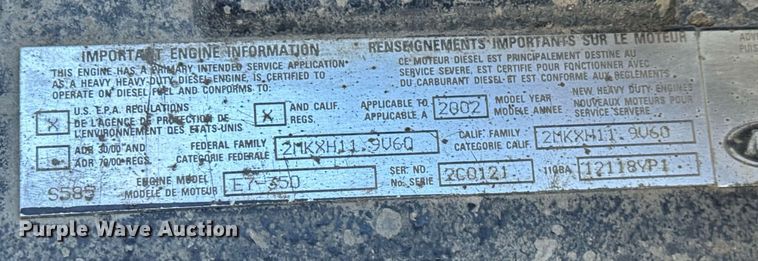 IMPORTANT ENGINE INFORMATION
THIS ENGINE HAS A PRIMARY INTENDED SERVICE APPLICATION
AS A HEAVY HEAVY-DUTY DIESEL ENGINE, IS CERTIFIED TO
OPERATE ON DIESEL FUEL AND CONFORMS TO:
RENSEIGNEMENTS IMPORTANTS SUR LE MOTEUR
CE MOTEUR DIESEL EST PRINCIPALEMENT DESTINE AU
SERVICE SEVERE, EST CERTIFIE POUR FONCTIONNER AU
CARBURANT DIESEL ET EST CONFORME AUX REGLEMENTS
X
U.S. E.P.A. REGULATIONS
DE L'AGENCE DE PROTECTION DE
L'ENVIRONNEMENT DES ETATS-UNIS
X
AND CALIF.
REGS.
APPLICABLE TO
APPLICABLE A
2002
MODEL YEAR
MODELE ANNEE
NEW HEAVY DUTY ENGINES
NOUVEAUX MOTEURS POUR
SERVICE SERVERE
ADR 30/00 AND
ADR 70/00 REGS.
FEDERAL FAMILY
CATEGORIE FEDERALE
2MKXH11.9V60
CALIF. FAMILY
CATEGORIE CALIF.
2MKXH11.9V60
S585
ENGINE MODEL
MODELE DE MOTEUR
E7-350
SER. NO.
No. SERIE
2C0121
1108A
12118YP1
ADV
PUIS
Purple Wave Auction